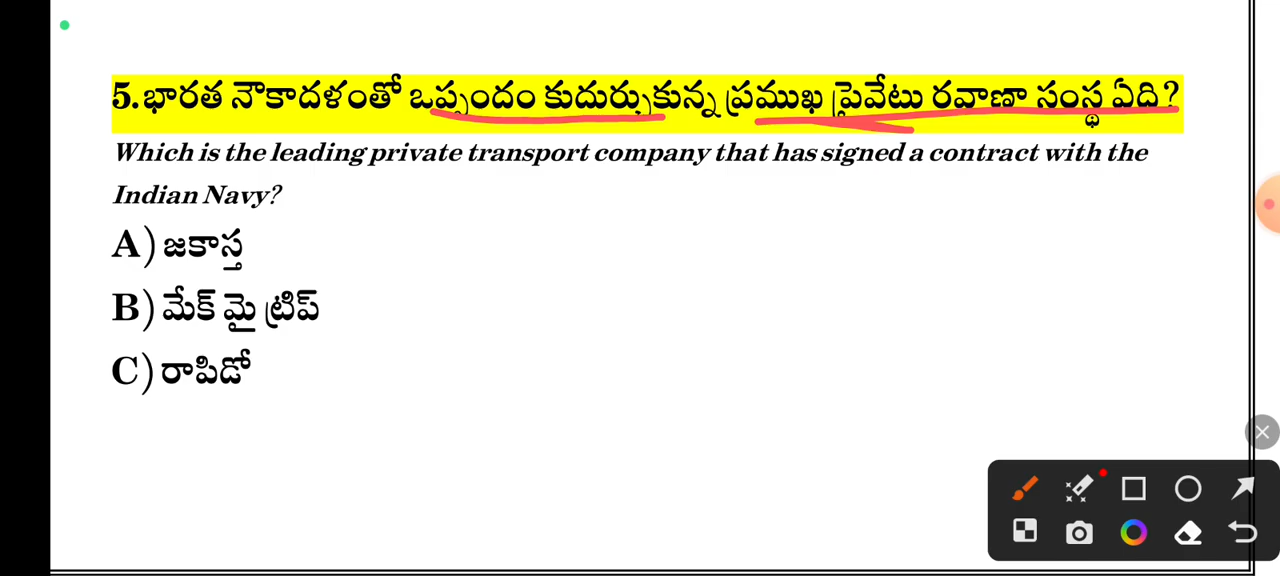 5.భారత నౌకాదళంతో ఒప్పందం కుదుర్చుకున్న ప్రముఖ ప్రైవేటు రవాణా సంస్థ ఏది?
Which is the leading private transport company that has signed a contract with the
Indian Navy?
A) జకాస్త
B) మేక్ మై ట్రిప్
C) రాపిడో